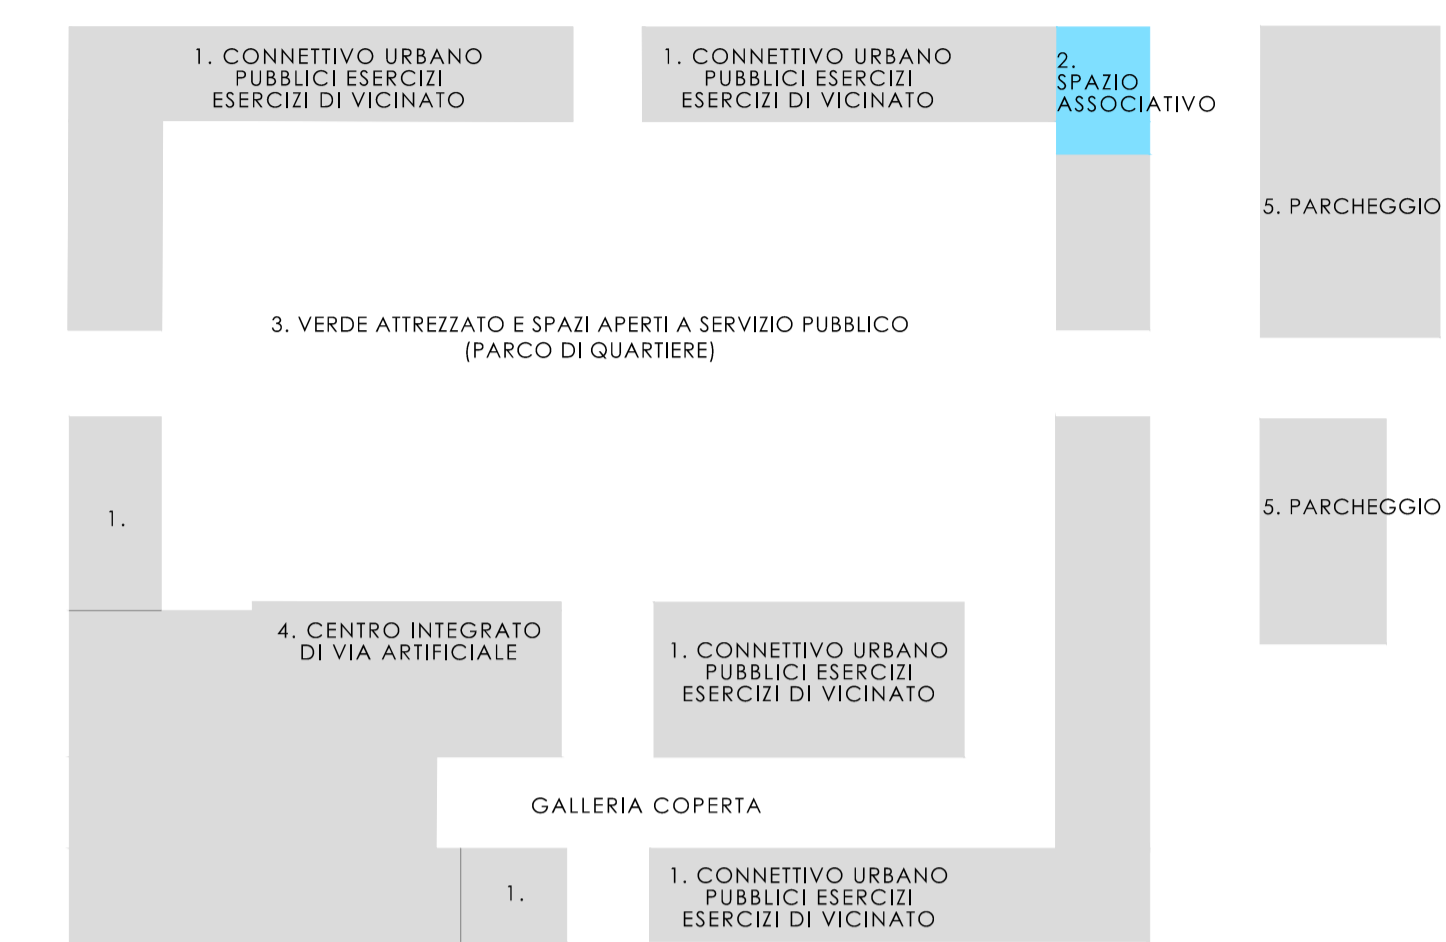 1. CONNETTIVO URBANO
PUBBLICI ESERCIZI
ESERCIZI DI VICINATO
1. CONNETTIVO URBANO
PUBBLICI ESERCIZI
ESERCIZI DI VICINATO
2.
SPAZIO
ASSOCIATIVO
5. PARCHEGGIO
3. VERDE ATTREZZATO E SPAZI APERTI A SERVIZIO PUBBLICO
(PARCO DI QUARTIERE)
1.
5. PARCHEGGIO
4. CENTRO INTEGRATO
DI VIA ARTIFICIALE
1. CONNETTIVO URBANO
PUBBLICI ESERCIZI
ESERCIZI DI VICINATO
GALLERIA COPERTA
1.
1. CONNETTIVO URBANO
PUBBLICI ESERCIZI
ESERCIZI DI VICINATO